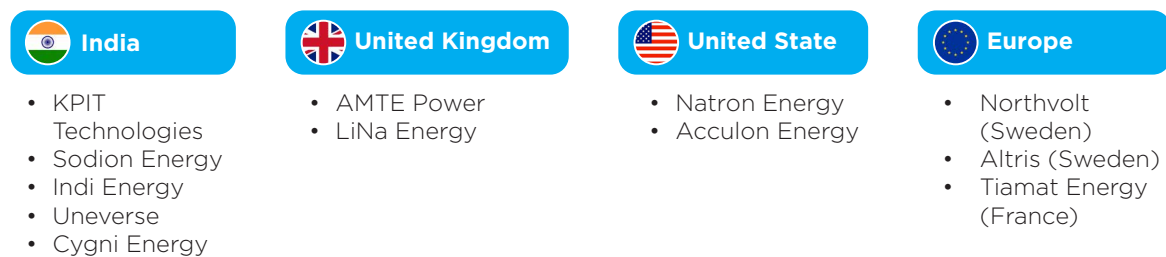 India
• KPIT
Technologies
• Sodion Energy
• Indi Energy
• Uneverse
• Cygni Energy
United Kingdom
• AMTE Power
• LiNa Energy
United State
• Natron Energy
• Acculon Energy
Europe
• Northvolt
(Sweden)
• Altris (Sweden)
• Tiamat Energy
(France)